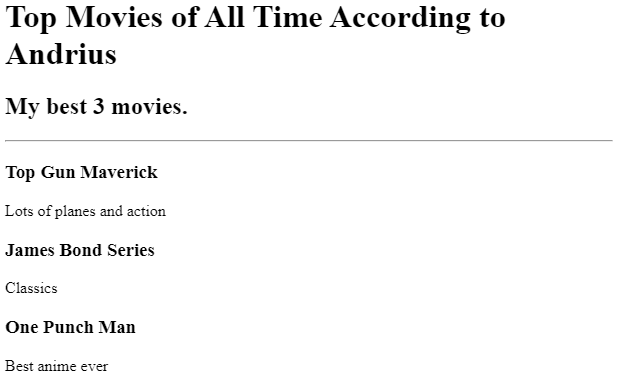 Top Movies of All Time According to
Andrius
My best 3 movies.
Top Gun Maverick
Lots of planes and action
James Bond Series
Classics
One Punch Man
Best anime ever